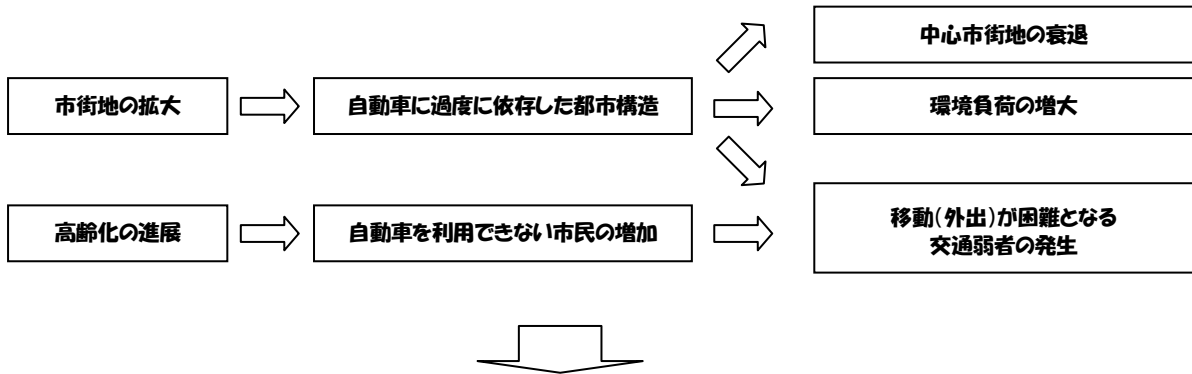 中心市街地の衰退
市街地の拡大
自動車に過度に依存した都市構造
環境負荷の増大
高齢化の進展
自動車を利用できない市民の増加
移動(外出)が困難となる
交通弱者の発生